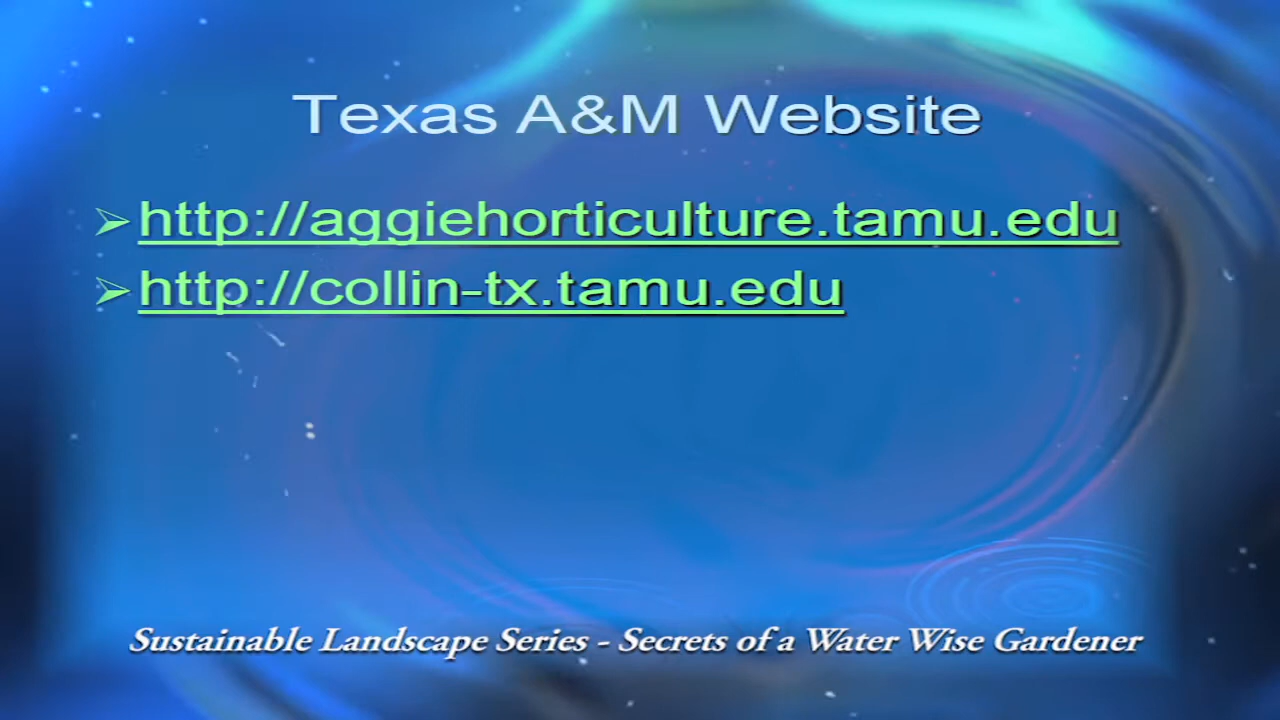 Texas A&M Website
➢http://aggiehorticulture.tamu.edu
➢http://collin-tx.tamu.edu
Sustainable Landscape Series - Secrets of a Water Wise Gardener